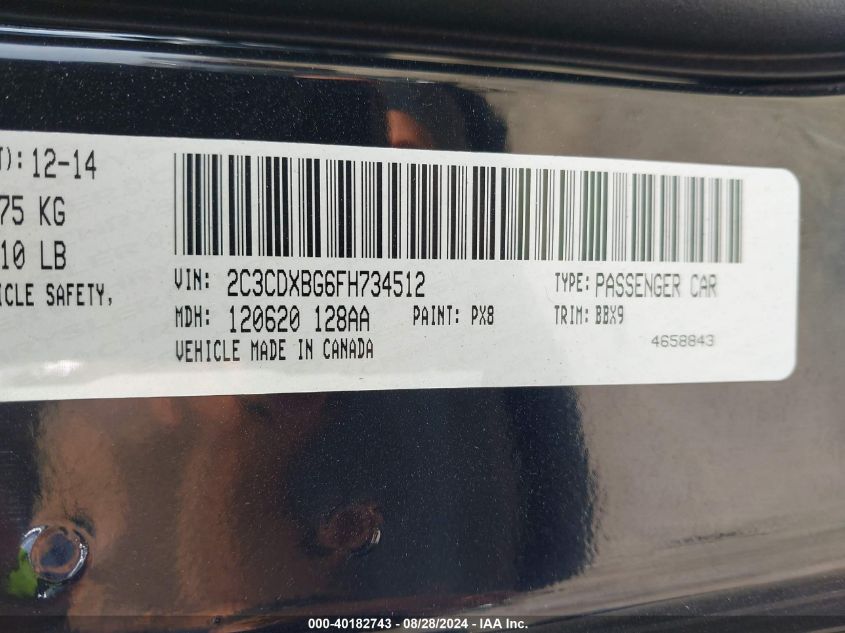 T): 12-14
75 KG
10 LB
ICLE SAFETY,
VIN: 2C3CDXBG6FH734512 TYPE: PASSENGER CAR
MDH: 120620 128AA PAINT: PX8 TRIM: BBX9
VEHICLE MADE IN CANADA 4658843
000-40182743 - 08/28/2024 - IAA Inc.